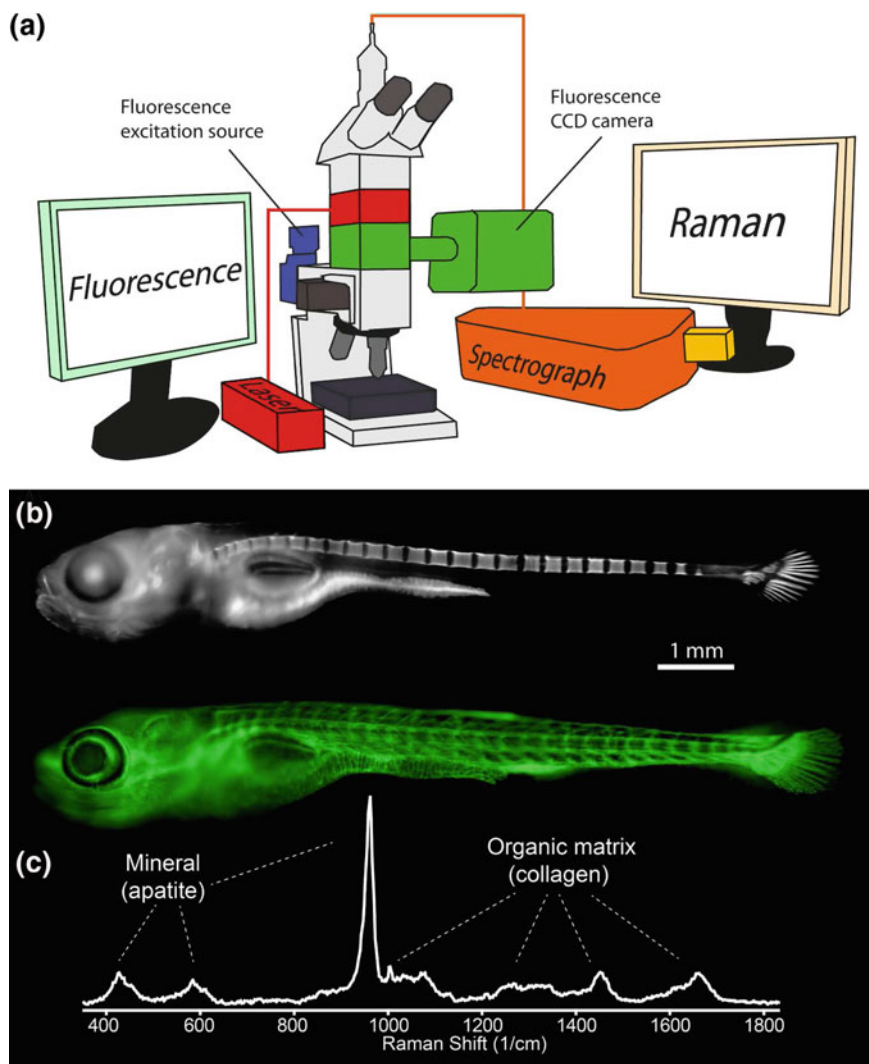 (a)
Fluorescence
excitation source
Fluorescence
CCD camera
Fluorescence
Raman
Laser
Spectrograph
(b)
1 mm
(c)
Mineral
(apatite)
Organic matrix
(collagen)
400 600 800 1000 1200 1400 1600 1800
Raman Shift (1/cm)